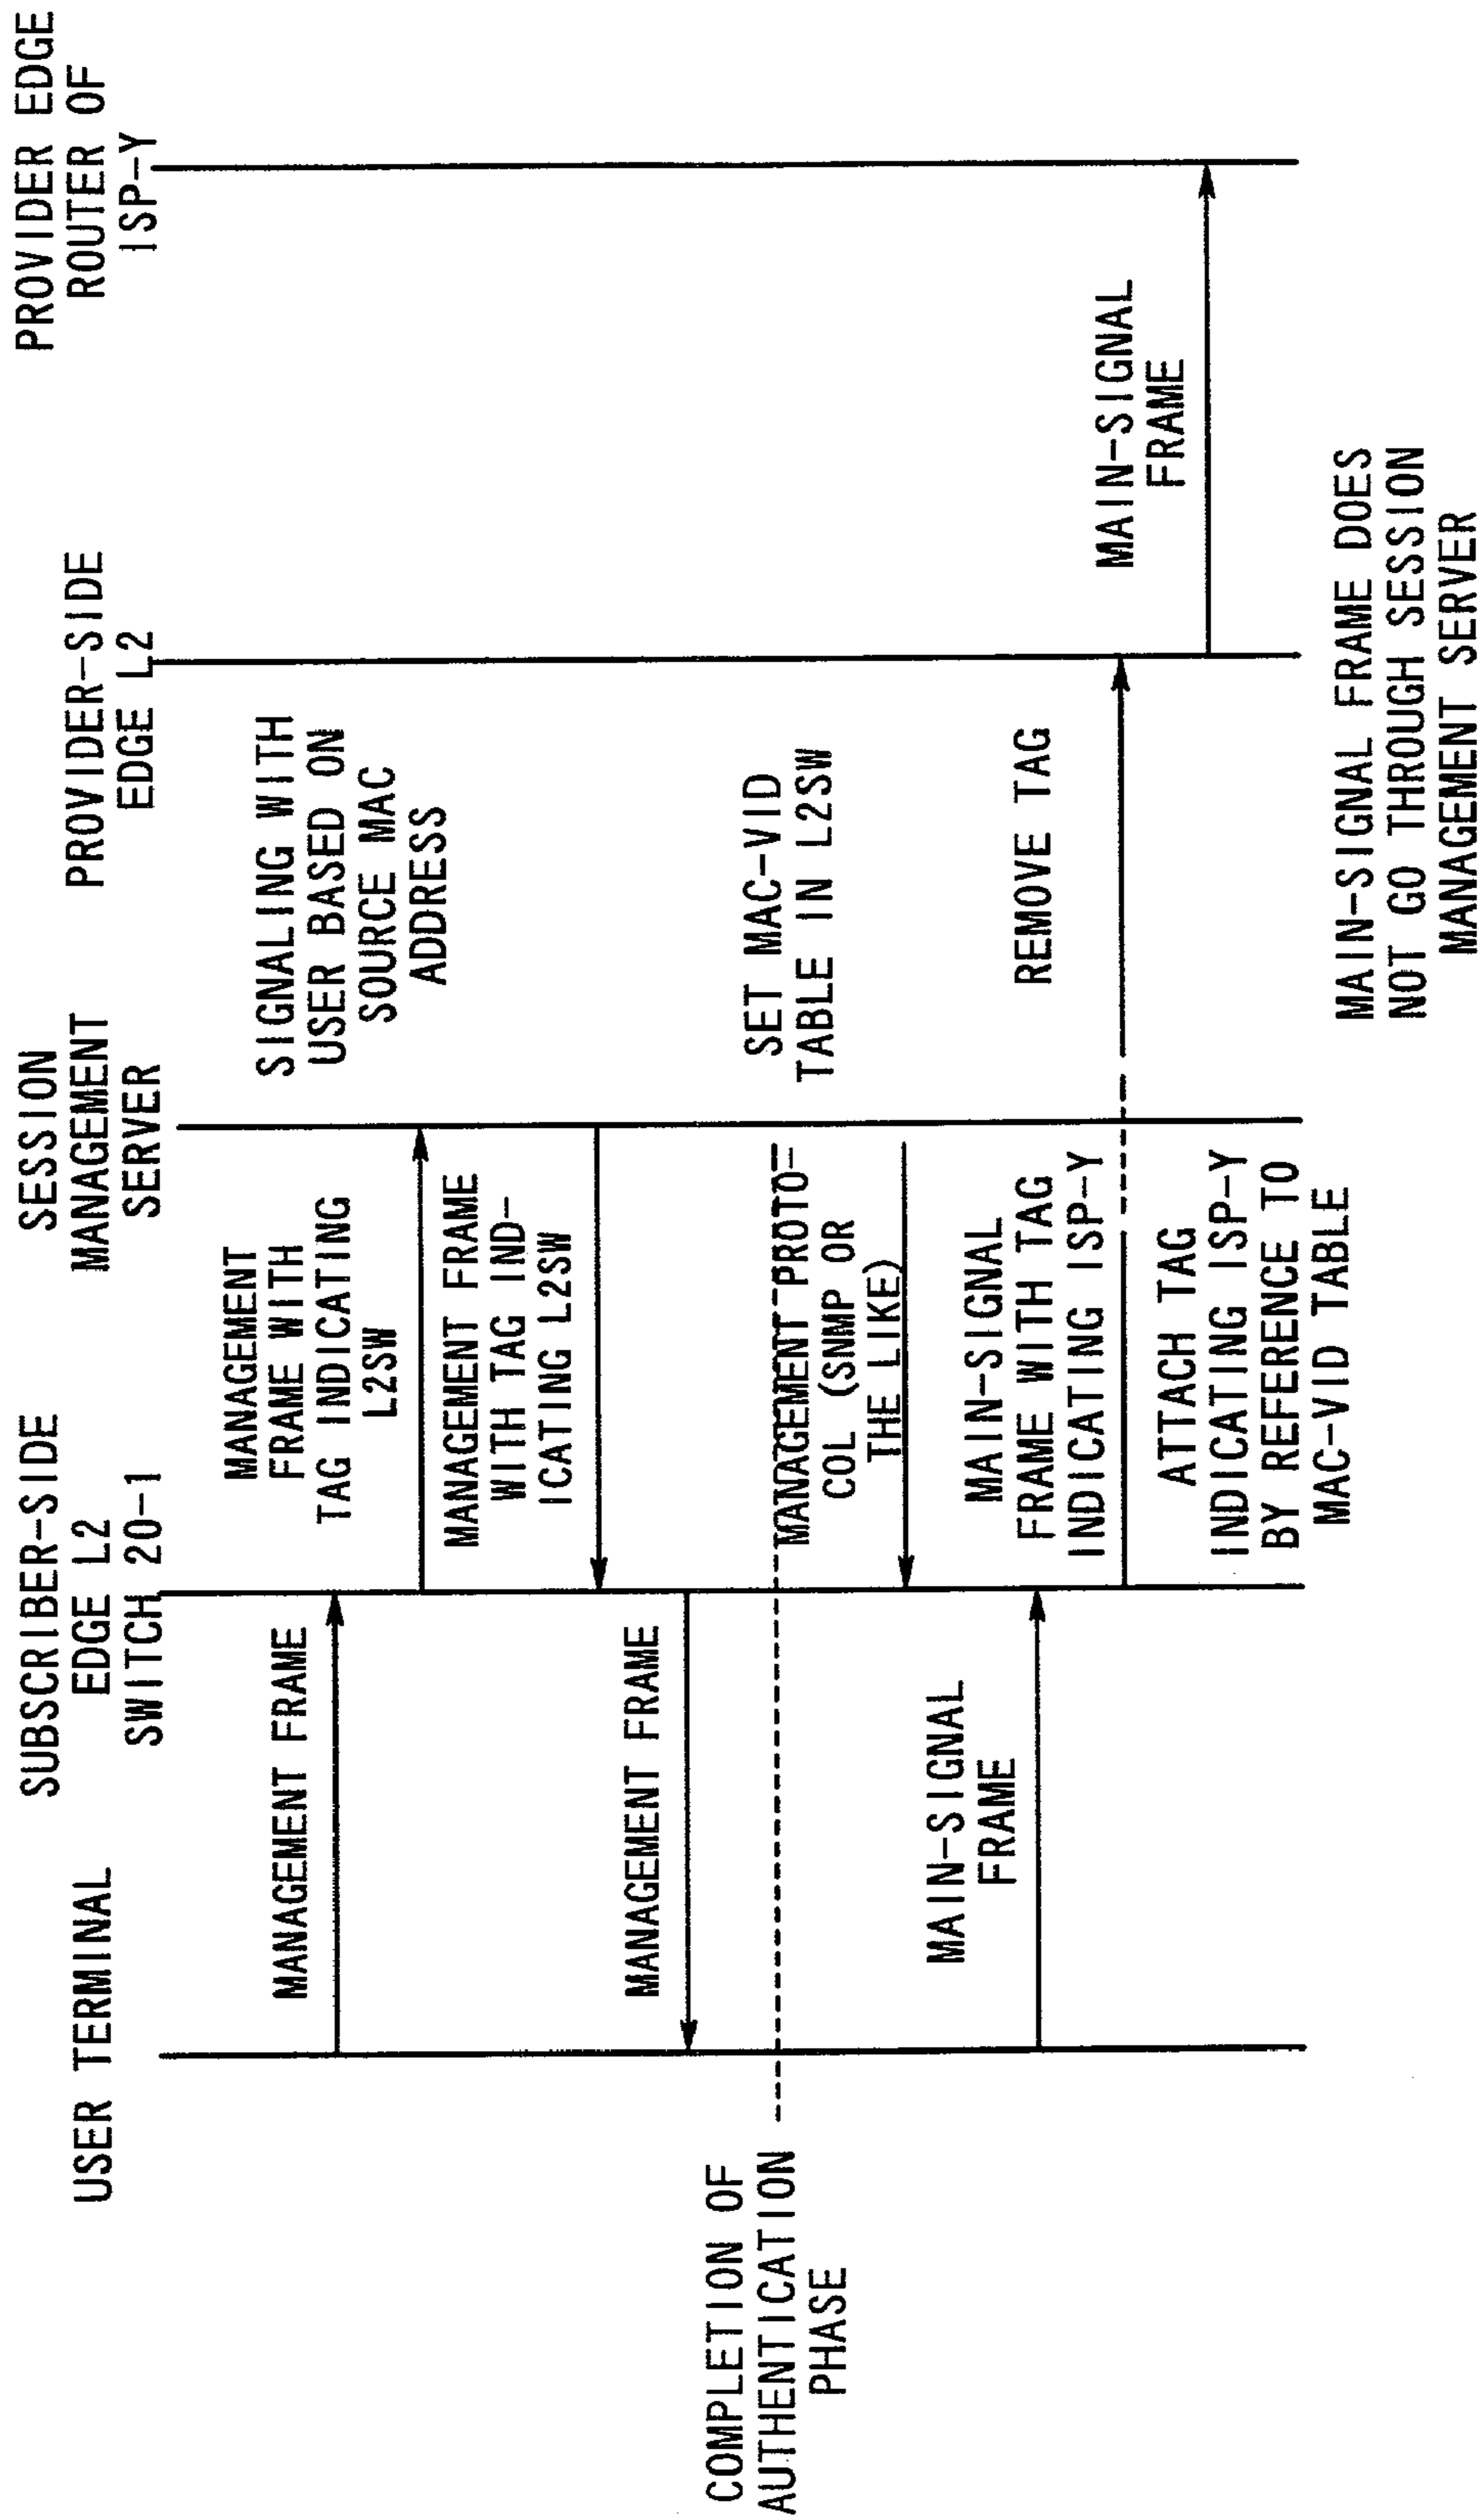 USER TERMINAL
SUBSCRIBER-SIDE
EDGE L2
SWITCH 20-1
SESSION
MANAGEMENT
SERVER
PROVIDER-SIDE
EDGE L2
PROVIDER EDGE
ROUTER OF
ISP-Y
MANAGEMENT FRAME
MANAGEMENT
FRAME WITH
TAG INDICATING
L2SW
SIGNALING WITH
USER BASED ON
SOURCE MAC
ADDRESS
MANAGEMENT FRAME
WITH TAG IND-
ICATING L2SW
MANAGEMENT FRAME
COMPLETION OF
AUTHENTICATION
PHASE
MANAGEMENT PROTO-
COL (SNMP OR
THE LIKE)
SET MAC-VID
TABLE IN L2SW
MAIN-SIGNAL
FRAME
MAIN-SIGNAL
FRAME WITH TAG
INDICATING ISP-Y
REMOVE TAG
MAIN-SIGNAL
FRAME
ATTACH TAG
INDICATING ISP-Y
BY REFERENCE TO
MAC-VID TABLE
MAIN-SIGNAL FRAME DOES
NOT GO THROUGH SESSION
MANAGEMENT SERVER